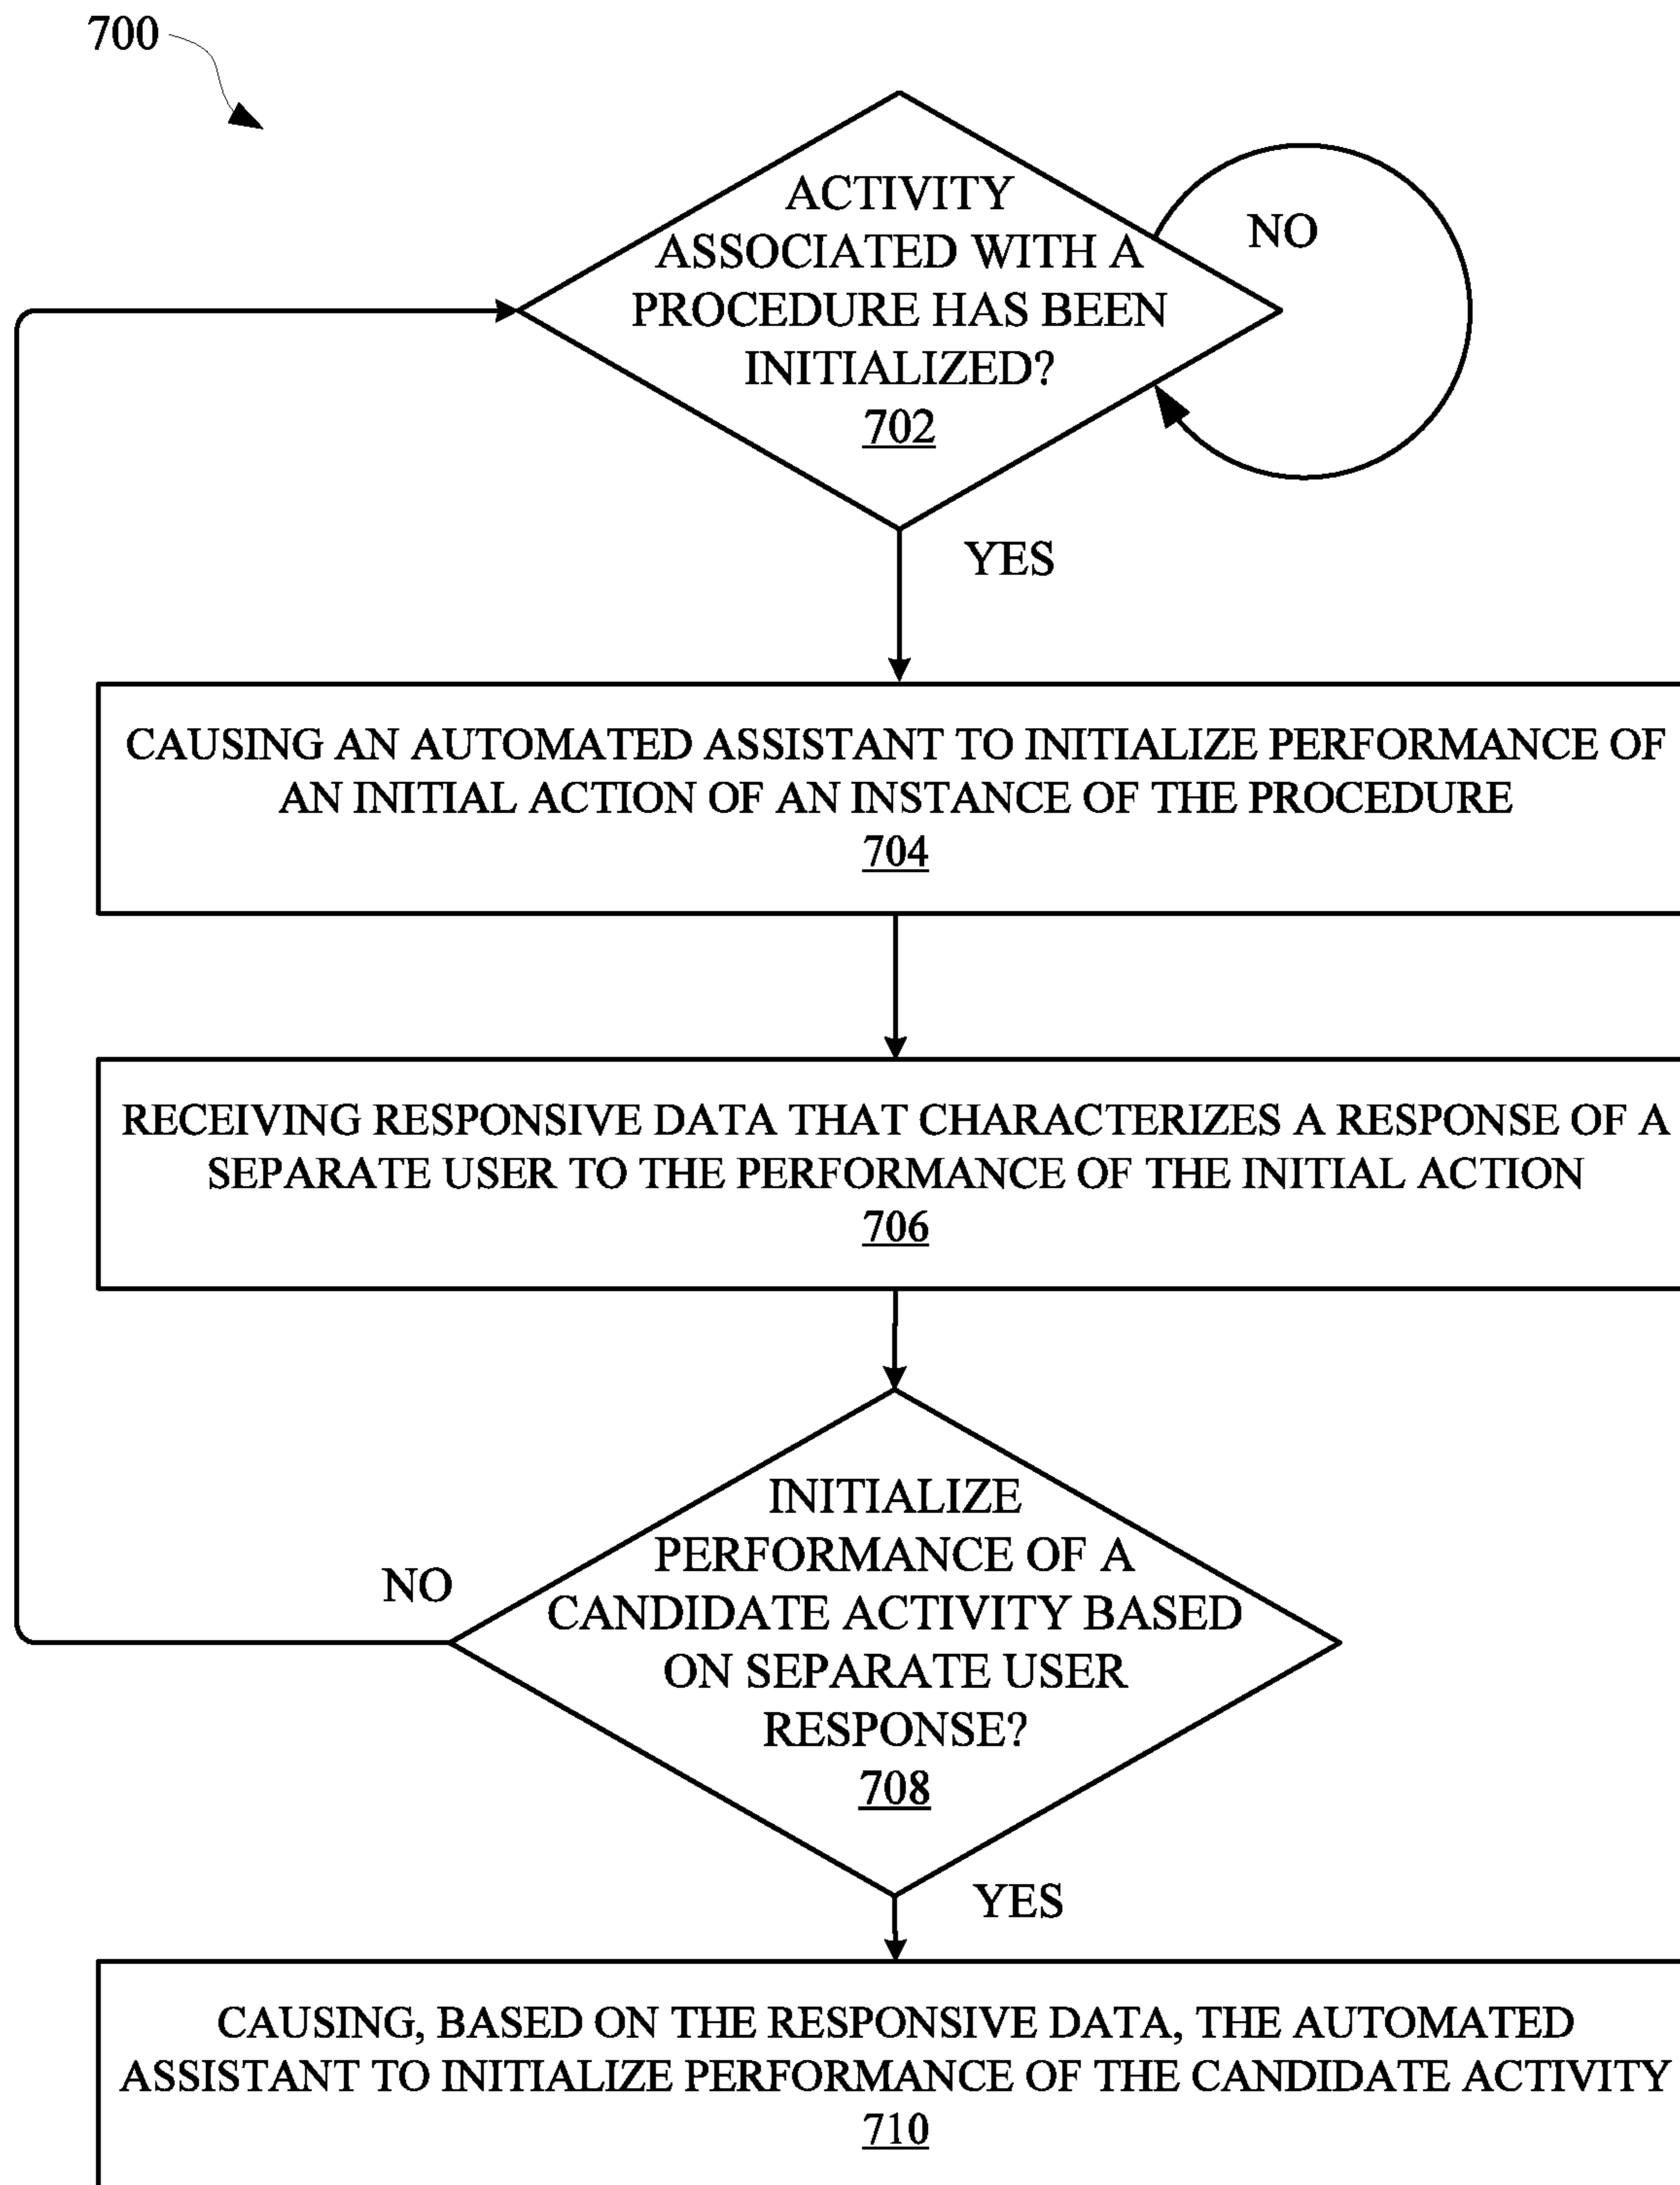 700
ACTIVITY
ASSOCIATED WITH A
PROCEDURE HAS BEEN
INITIALIZED?
702
NO
YES
CAUSING AN AUTOMATED ASSISTANT TO INITIALIZE PERFORMANCE OF
AN INITIAL ACTION OF AN INSTANCE OF THE PROCEDURE
704
RECEIVING RESPONSIVE DATA THAT CHARACTERIZES A RESPONSE OF A
SEPARATE USER TO THE PERFORMANCE OF THE INITIAL ACTION
706
INITIALIZE
PERFORMANCE OF A
CANDIDATE ACTIVITY BASED
ON SEPARATE USER
RESPONSE?
708
NO
YES
CAUSING, BASED ON THE RESPONSIVE DATA, THE AUTOMATED
ASSISTANT TO INITIALIZE PERFORMANCE OF THE CANDIDATE ACTIVITY
710